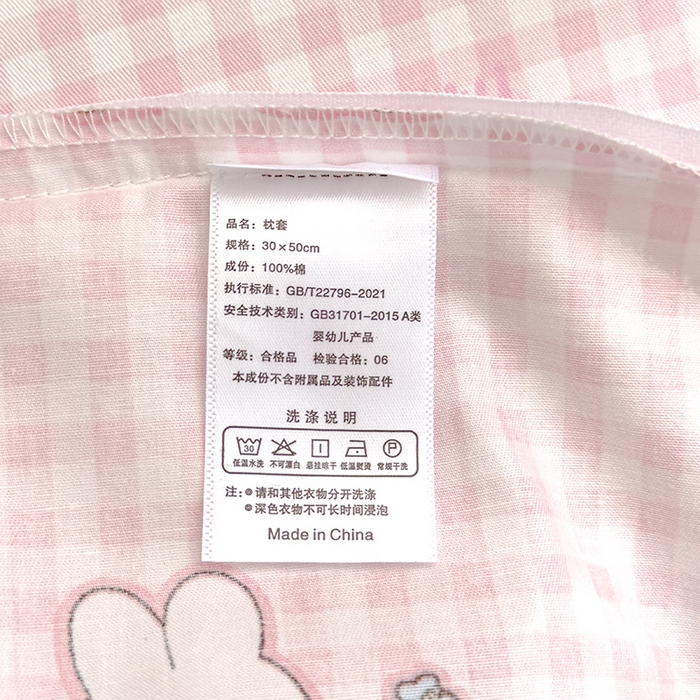 品名：枕套
规格：30×50cm
成份：100%棉
执行标准：GB/T22796-2021
安全技术类别：GB31701-2015 A类
婴幼儿产品
等级：合格品 检验合格：06
本成份不含附属品及装饰配件
洗涤说明
30 P
低温水洗 不可漂白 悬挂晾干 低温熨烫 常规干洗
注：请和其他衣物分开洗涤
深色衣物不可长时间浸泡
Made in China